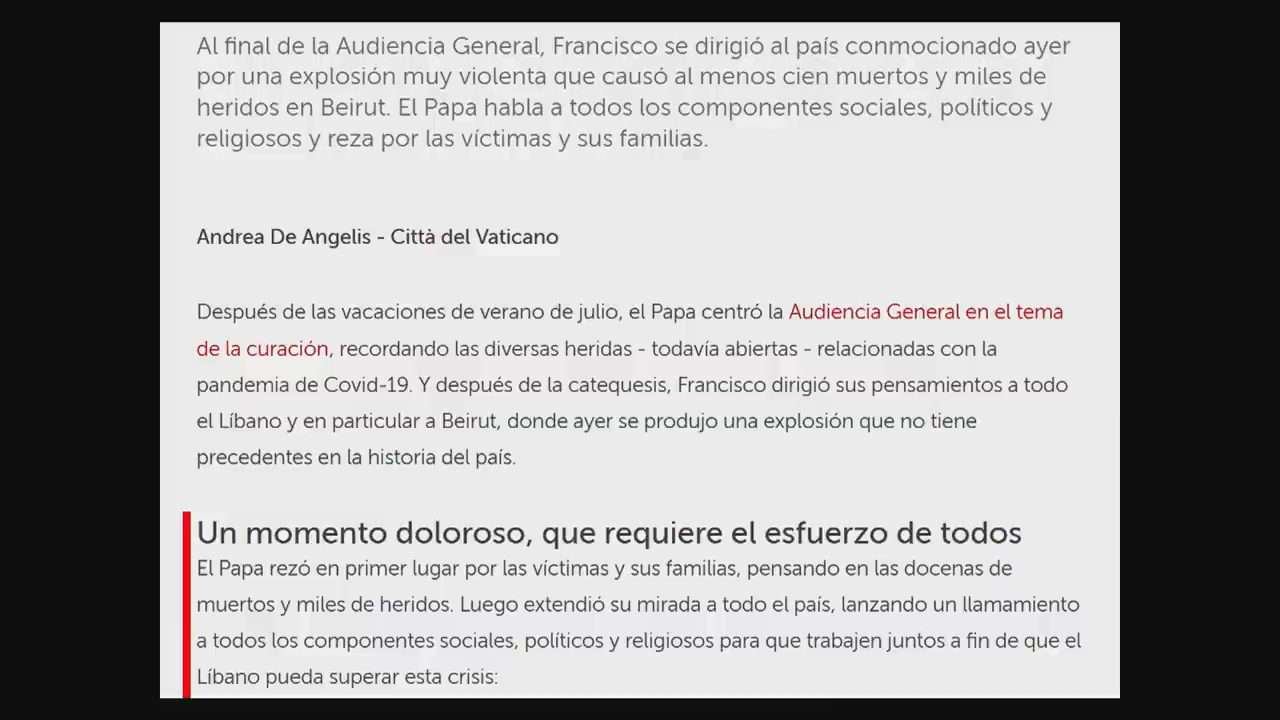 Al final de la Audiencia General, Francisco se dirigió al país conmocionado ayer
por una explosión muy violenta que causó al menos cien muertos y miles de
heridos en Beirut. El Papa habla a todos los componentes sociales, políticos y
religiosos y reza por las víctimas y sus familias.
Andrea De Angelis - Città del Vaticano
Después de las vacaciones de verano de julio, el Papa centró la Audiencia General en el tema
de la curación, recordando las diversas heridas - todavía abiertas - relacionadas con la
pandemia de Covid-19. Y después de la catequesis, Francisco dirigió sus pensamientos a todo
el Líbano y en particular a Beirut, donde ayer se produjo una explosión que no tiene
precedentes en la historia del país.
Un momento doloroso, que requiere el esfuerzo de todos
El Papa rezó en primer lugar por las víctimas y sus familias, pensando en las docenas de
muertos y miles de heridos. Luego extendió su mirada a todo el país, lanzando un llamamiento
a todos los componentes sociales, políticos y religiosos para que trabajen juntos a fin de que el
Líbano pueda superar esta crisis: